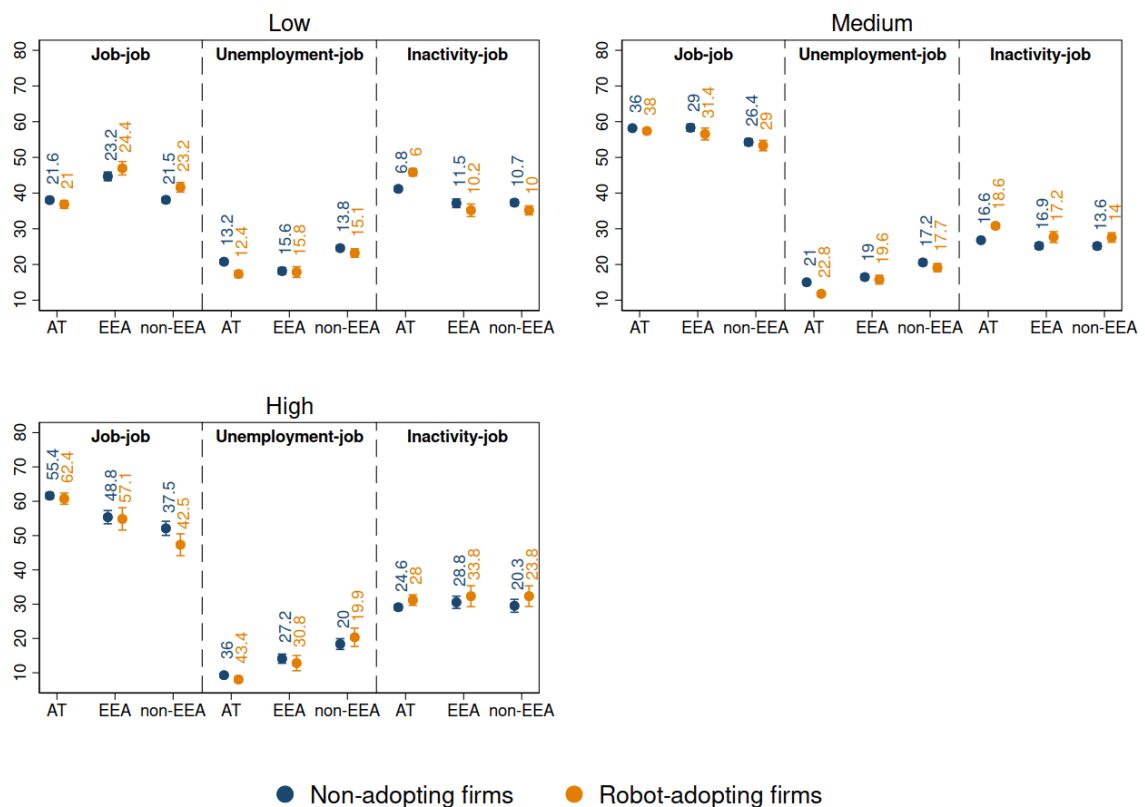 Low
Job-job Unemployment-job Inactivity-job
80
70
60
50
40
30
20
10
21.6 21 23.2 24.4 21.5 23.2 13.2 12.4 15.6 15.8 13.8 15.1 6.8 6 11.5 10.2 10.7 10
AT EEA non-EEA AT EEA non-EEA AT EEA non-EEA
Medium
Job-job Unemployment-job Inactivity-job
80
70
60
50
40
30
20
10
36 38 29 31.4 26.4 29 21 22.8 19 19.6 17.2 17.7 16.6 18.6 16.9 17.2 13.6 14
AT EEA non-EEA AT EEA non-EEA AT EEA non-EEA
High
Job-job Unemployment-job Inactivity-job
80
70
60
50
40
30
20
10
55.4 62.4 48.8 57.1 37.5 42.5 36 43.4 27.2 30.8 20 19.9 24.6 28 28.8 33.8 20.3 23.8
AT EEA non-EEA AT EEA non-EEA AT EEA non-EEA
Non-adopting firms Robot-adopting firms